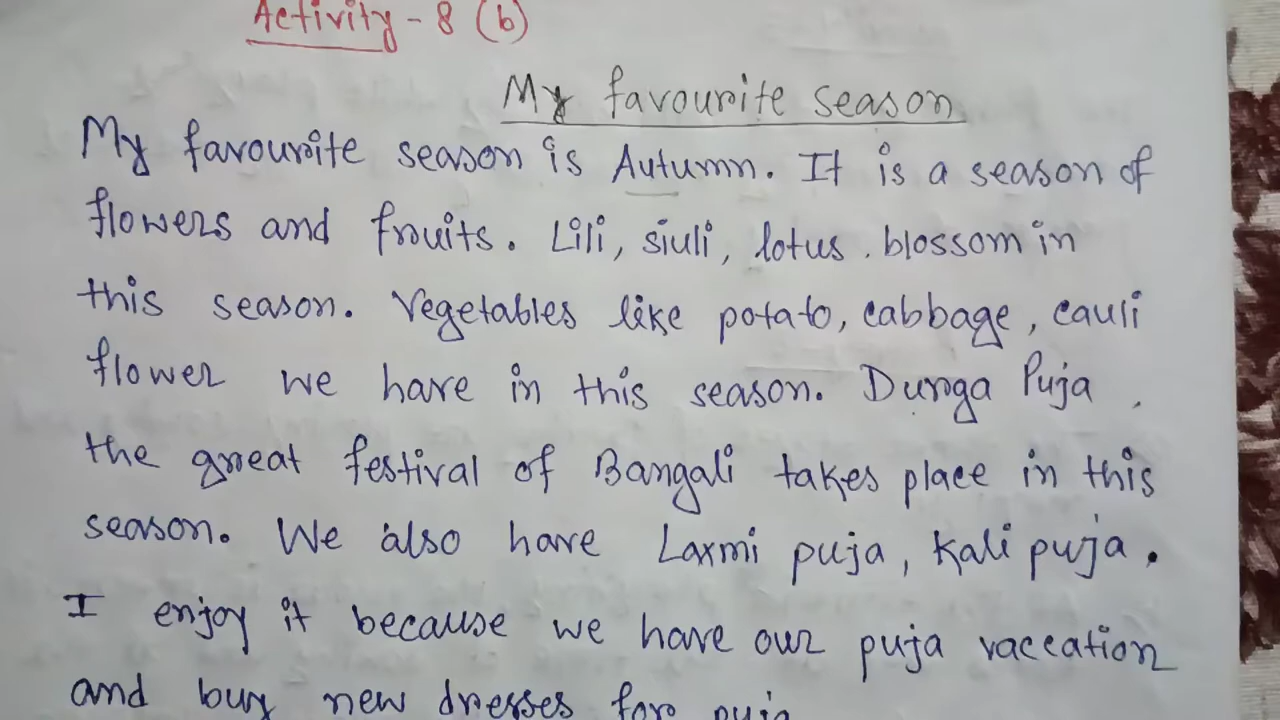 Activity - 8 (b)
My favourite season
My favourite season is Autumn. It is a season of
flowers and fruits. Lili, siuli, lotus. blossom in
this season. Vegetables like potato, cabbage, cauli
flower we have in this season. Durga Puja,
the great festival of Bangali takes place in this
season. We also have Laxmi puja, Kali puja.
I enjoy it because we have our puja vaccation
and buy new dresses for puja